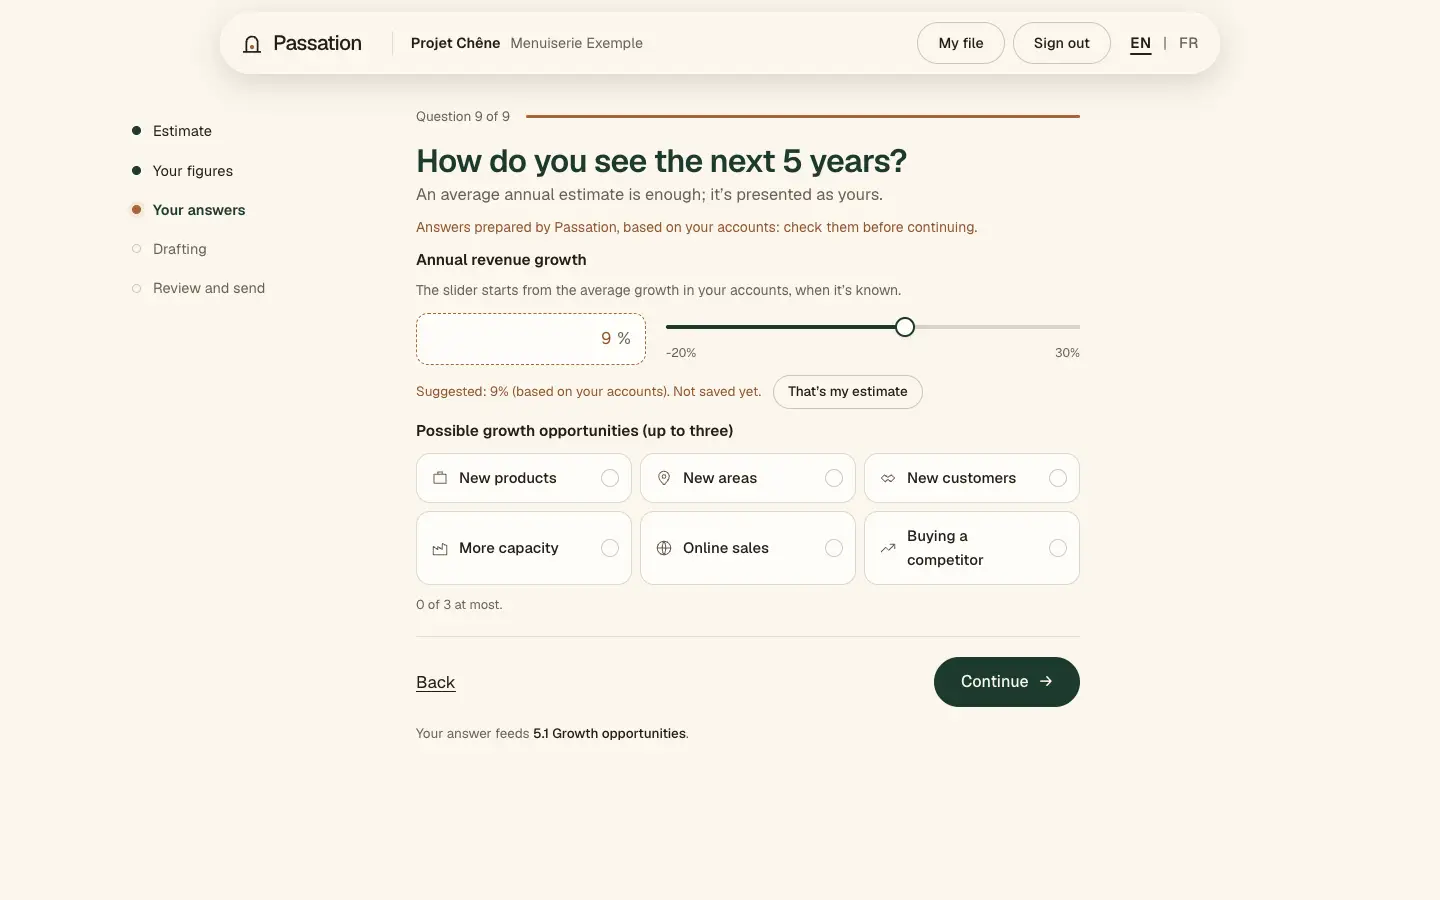 Passation
Projet Chêne Menuiserie Exemple
My file
Sign out
EN | FR
Estimate
Your figures
Your answers
Drafting
Review and send
Question 9 of 9
How do you see the next 5 years?
An average annual estimate is enough; it's presented as yours.
Answers prepared by Passation, based on your accounts: check them before continuing.
Annual revenue growth
The slider starts from the average growth in your accounts, when it's known.
9 %
-20%
30%
Suggested: 9% (based on your accounts). Not saved yet.
That's my estimate
Possible growth opportunities (up to three)
New products
New areas
New customers
More capacity
Online sales
Buying a
competitor
0 of 3 at most.
Back
Continue →
Your answer feeds 5.1 Growth opportunities.